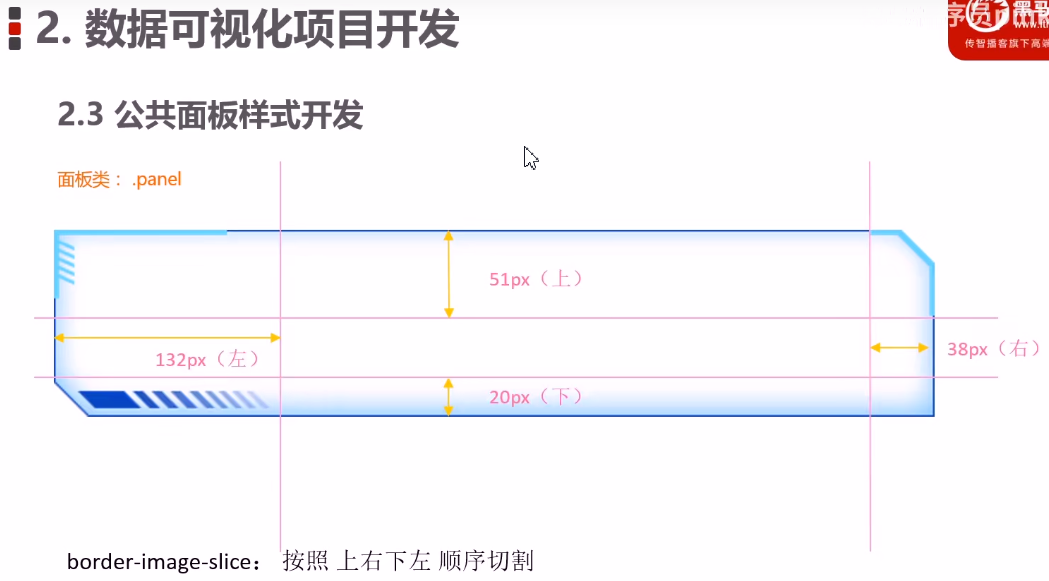 2. 数据可视化项目开发
传智播客旗下高端
2.3 公共面板样式开发
面板类： .panel
51px（上）
132px（左）
38px（右）
20px（下）
border-image-slice： 按照 上右下左 顺序切割